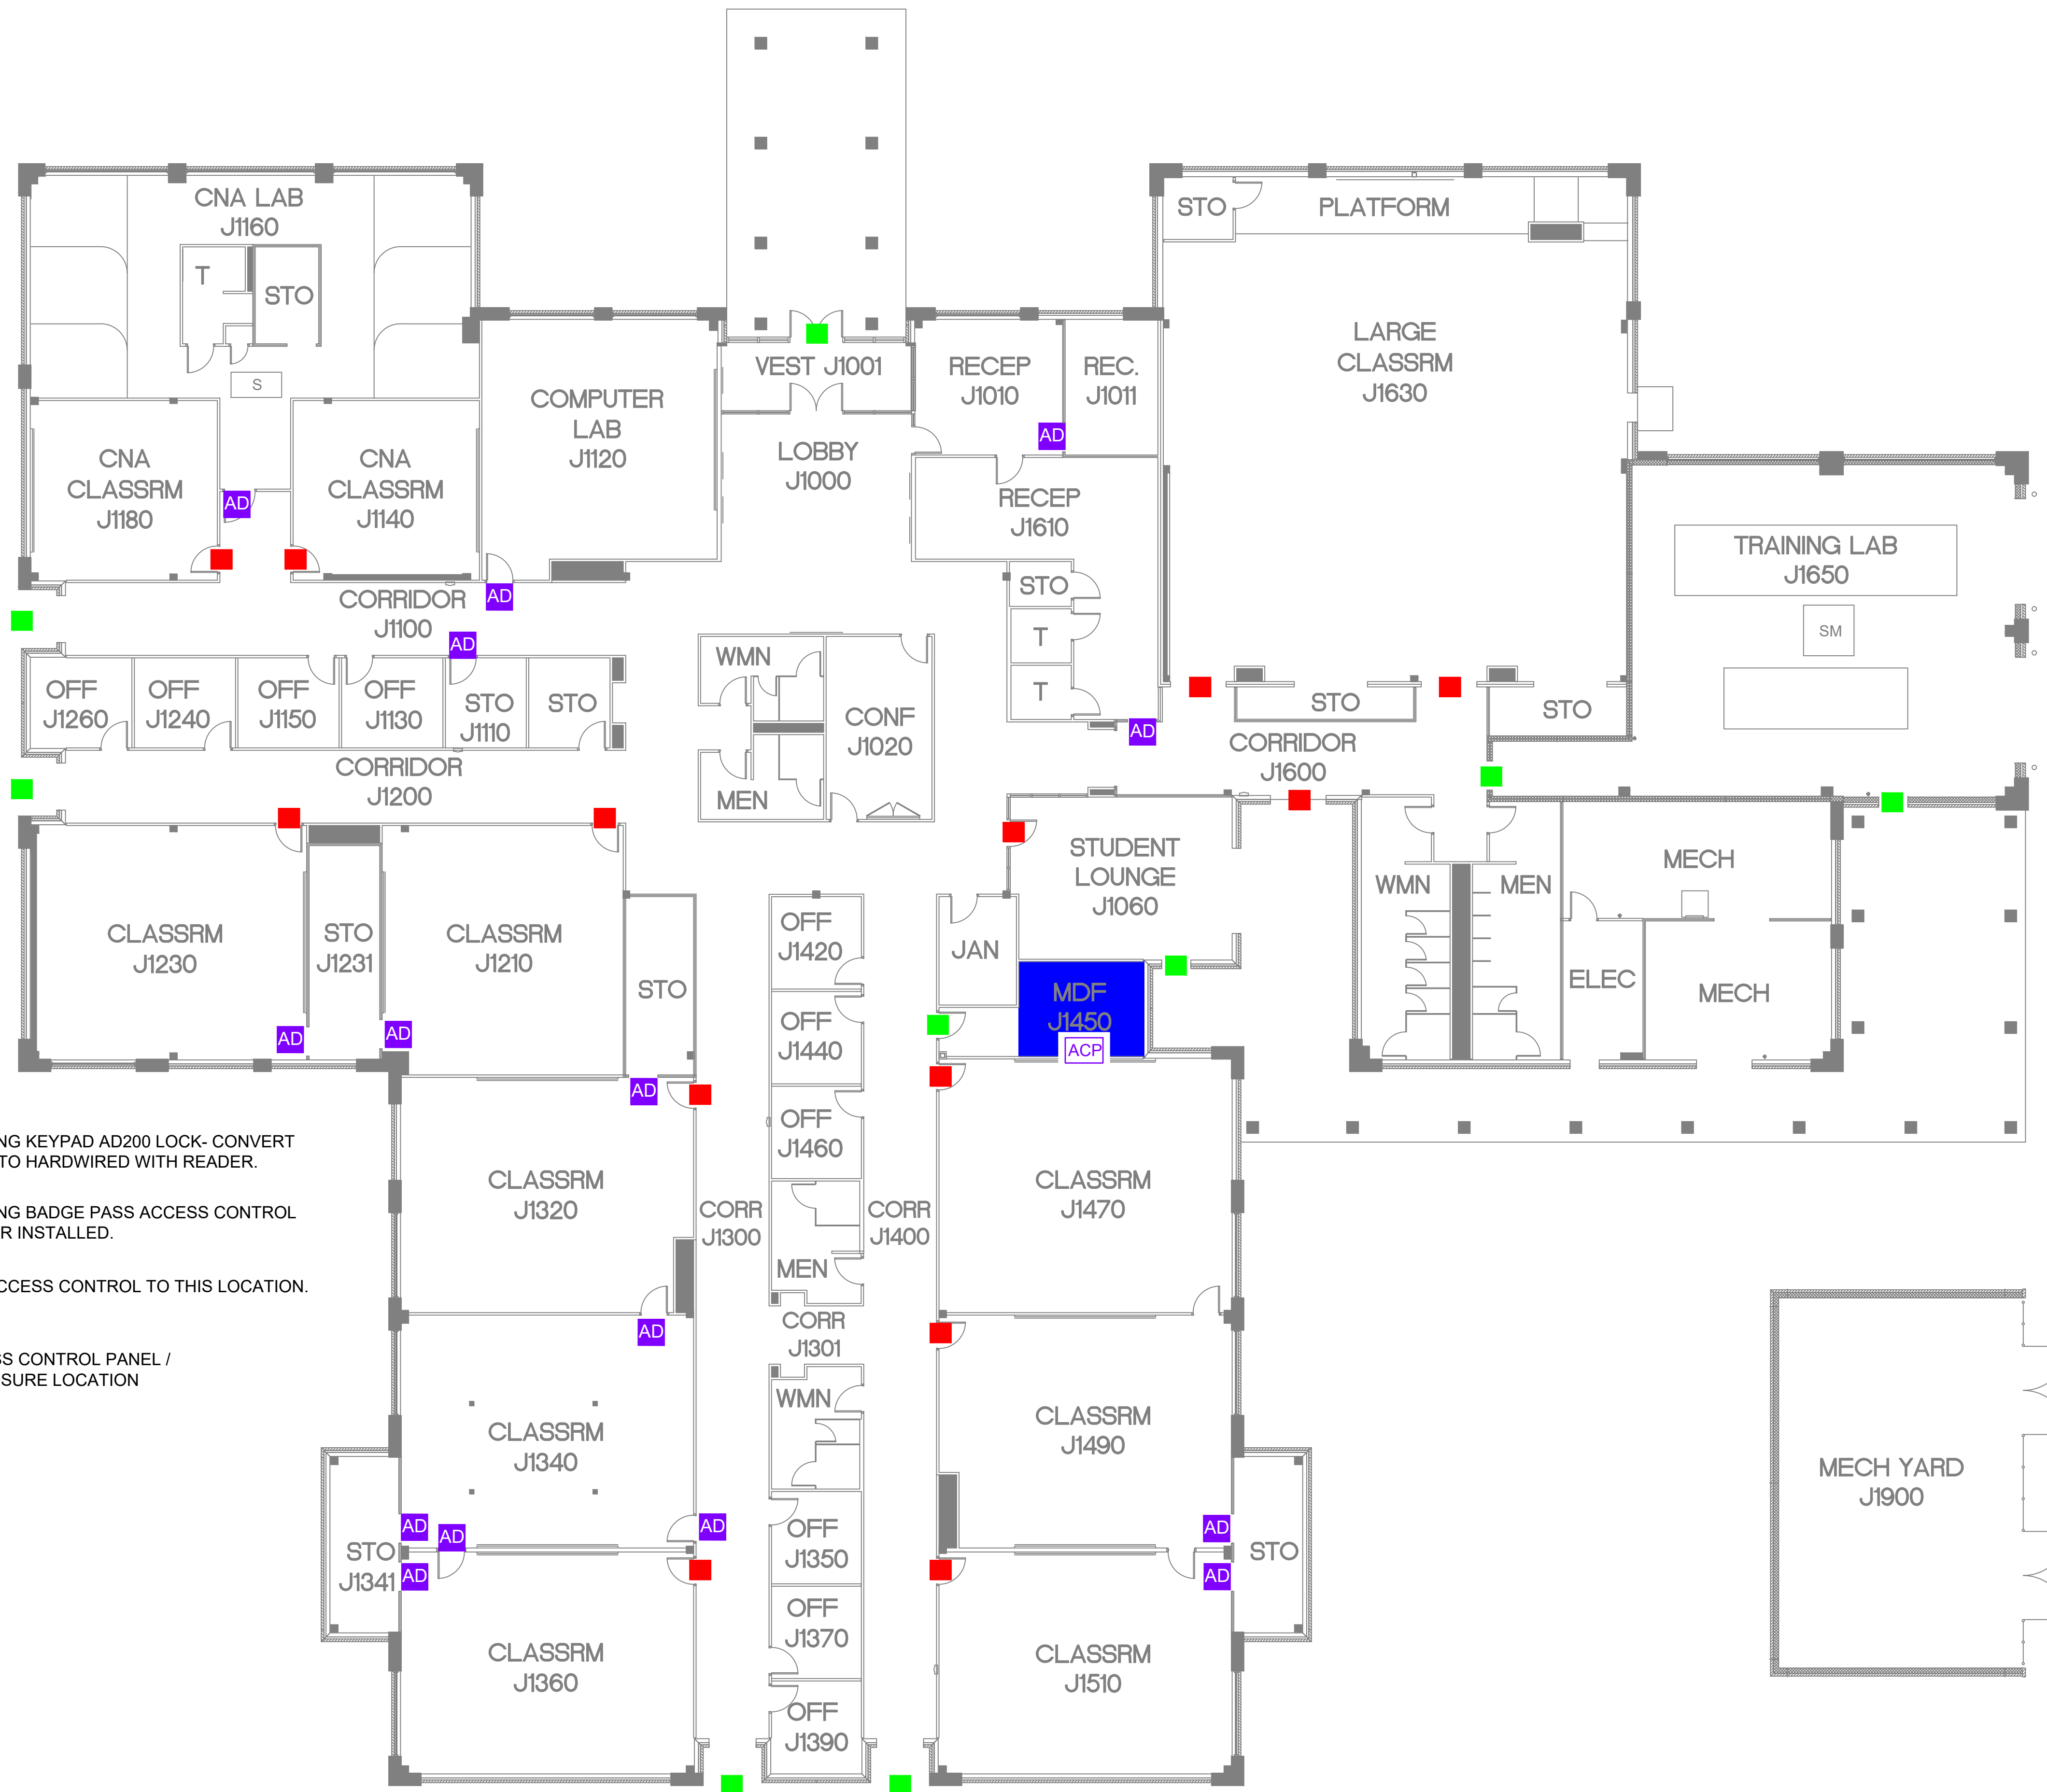 CNA LAB
J1160
T
STO
S
CNA
CLASSRM
J1180
AD
CNA
CLASSRM
J1140
COMPUTER
LAB
J1120
AD
VEST J1001
LOBBY
J1000
RECEP
J1010
AD
REC.
J1011
RECEP
J1610
STO
PLATFORM
LARGE
CLASSRM
J1630
TRAINING LAB
J1650
SM
CORRIDOR
J1100
AD
OFF
J1260
OFF
J1240
OFF
J1150
OFF
J1130
STO
J1110
STO
CORRIDOR
J1200
WMN
MEN
CONF
J1020
STO
T
T
AD
STO
STO
CORRIDOR
J1600
CLASSRM
J1230
STO
J1231
AD
CLASSRM
J1210
AD
STO
AD
OFF
J1420
OFF
J1440
OFF
J1460
MEN
JAN
STUDENT
LOUNGE
J1060
MDF
J1450
ACP
WMN
MEN
MECH
ELEC
MECH
NG KEYPAD AD200 LOCK- CONVERT
TO HARDWIRED WITH READER.
NG BADGE PASS ACCESS CONTROL
R INSTALLED.
CCESS CONTROL TO THIS LOCATION.
SS CONTROL PANEL /
SURE LOCATION
CLASSRM
J1320
AD
CORR
J1300
CORR
J1400
CORR
J1301
CLASSRM
J1470
CLASSRM
J1340
AD
AD
AD
AD
STO
J1341
WMN
OFF
J1350
OFF
J1370
OFF
J1390
CLASSRM
J1490
AD
AD
STO
CLASSRM
J1360
CLASSRM
J1510
MECH YARD
J1900